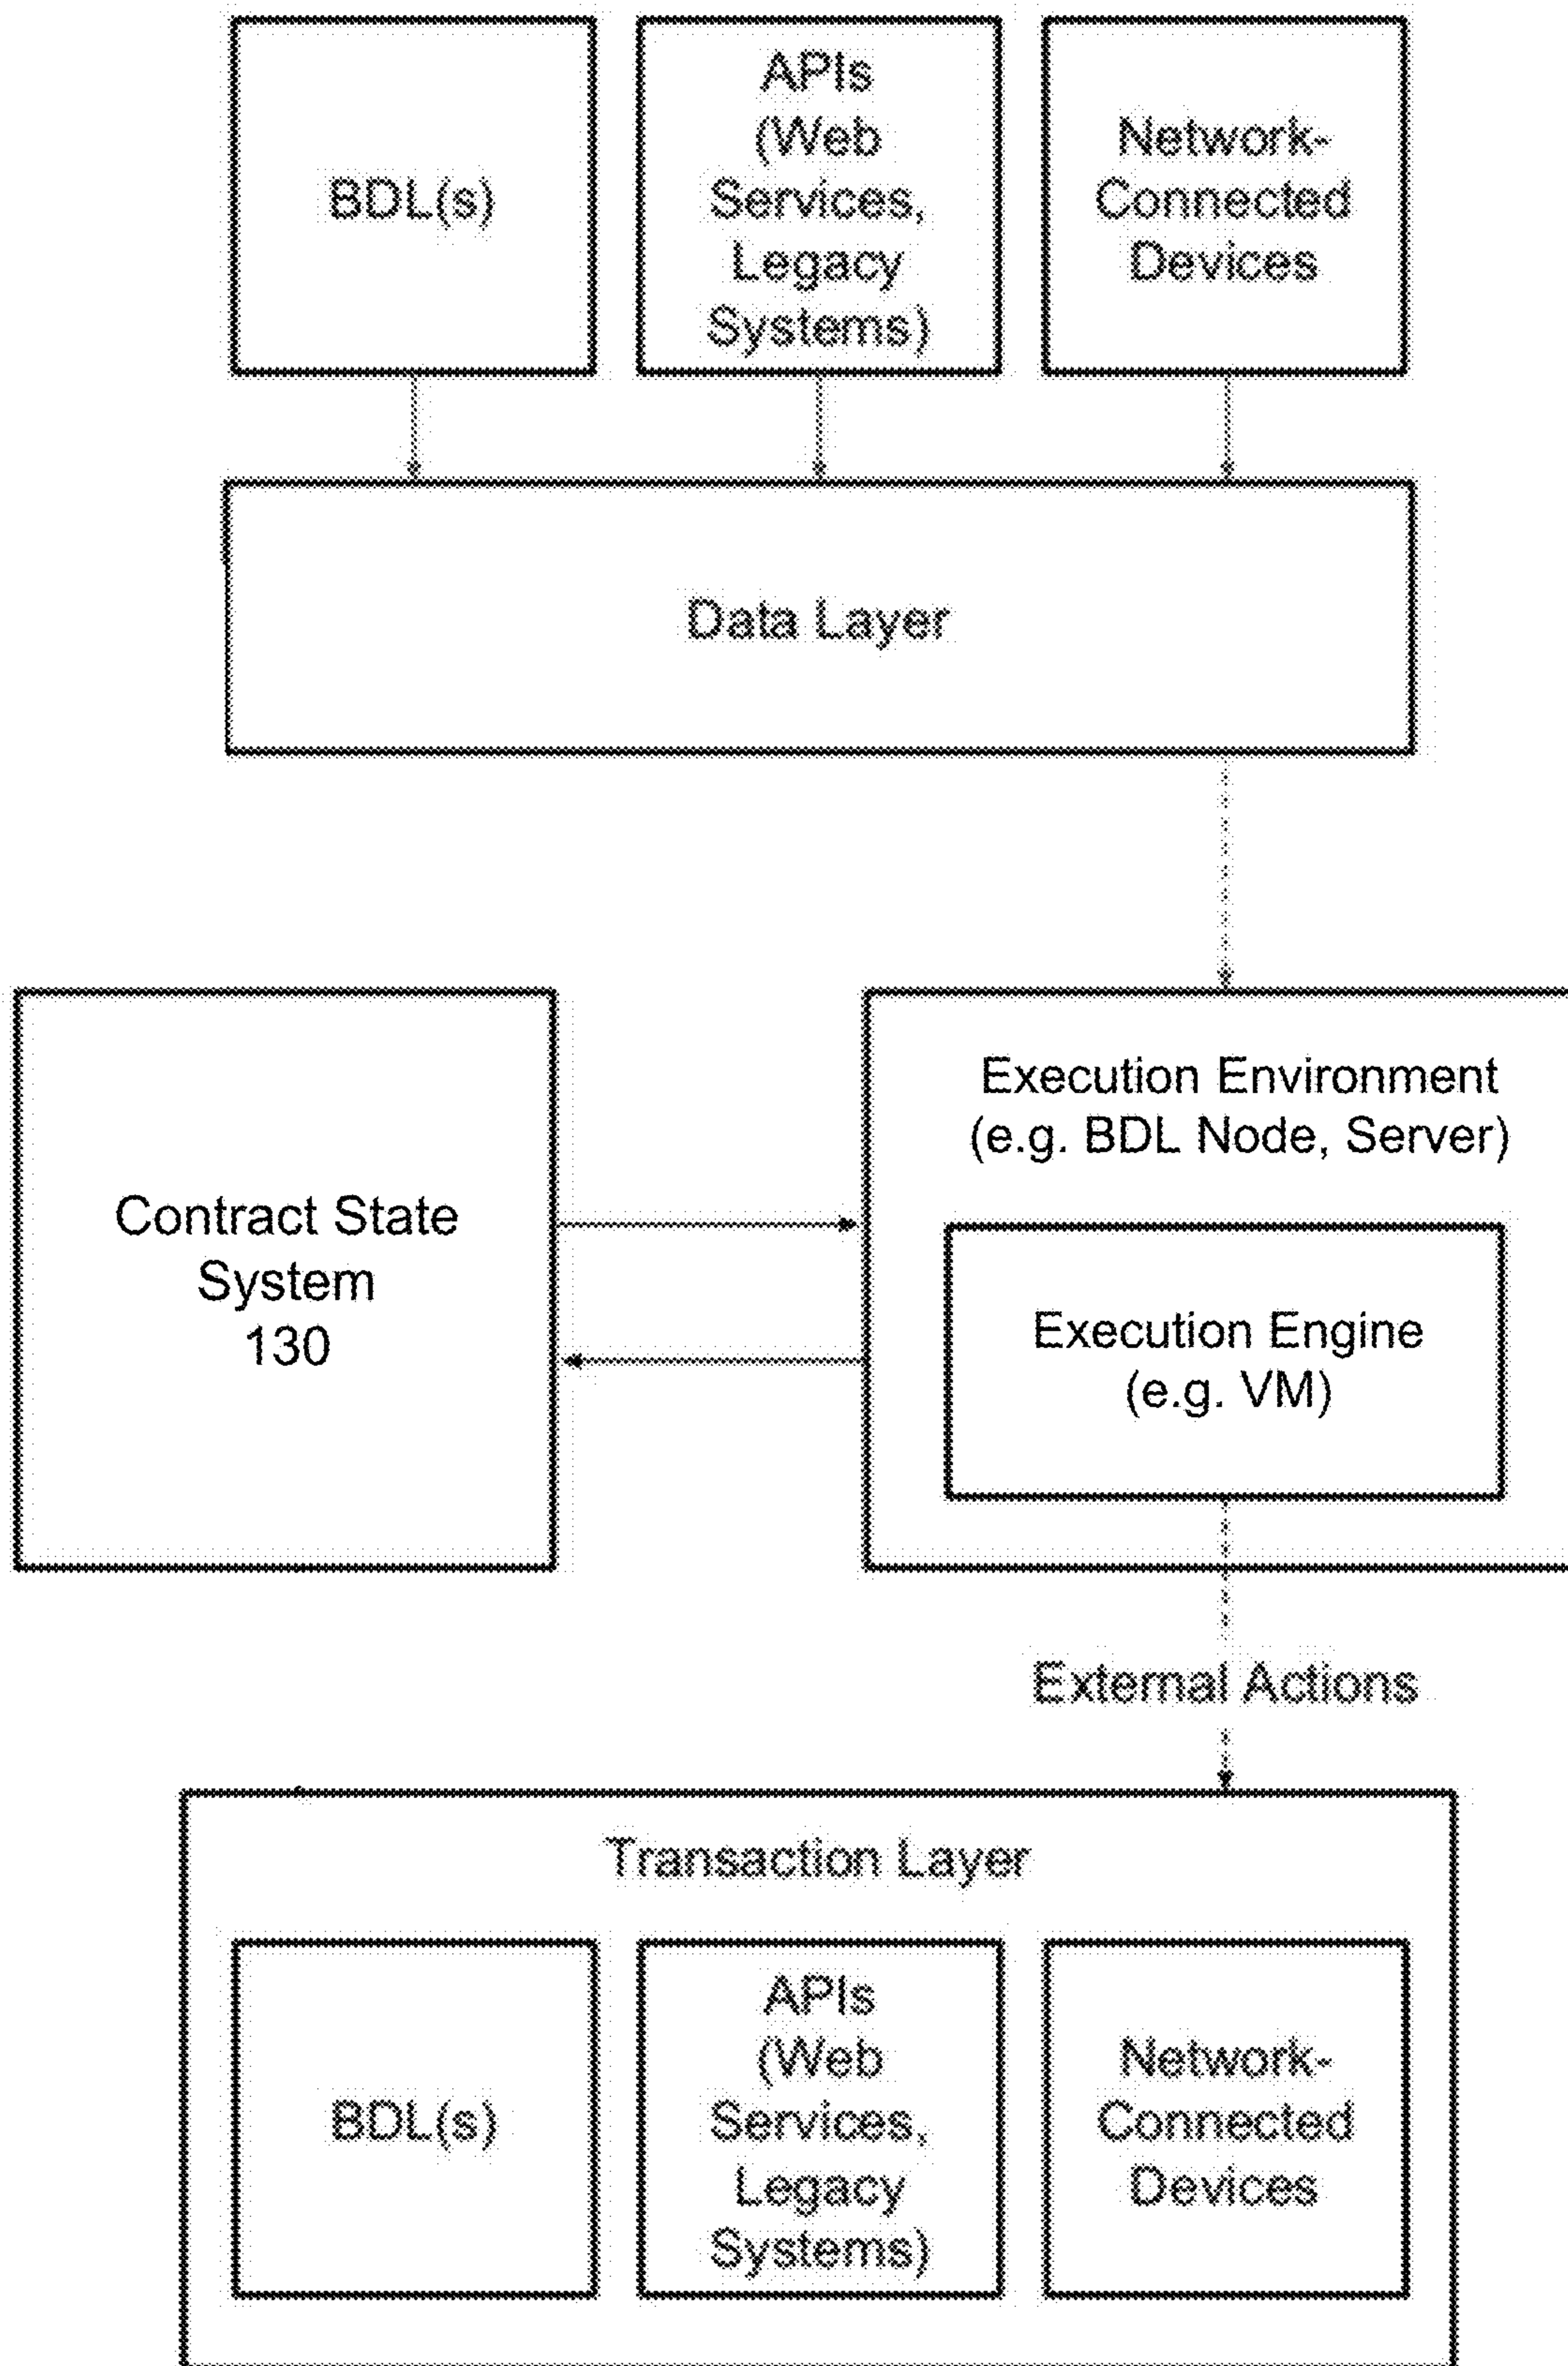 BDL(s)
APIs
(Web
Services,
Legacy
Systems)
Network-
Connected
Devices
Data Layer
Contract State
System
130
Execution Environment
(e.g. BDL Node, Server)
Execution Engine
(e.g. VM)
External Actions
Transaction Layer
BDL(s)
APIs
(Web
Services,
Legacy
Systems)
Network-
Connected
Devices